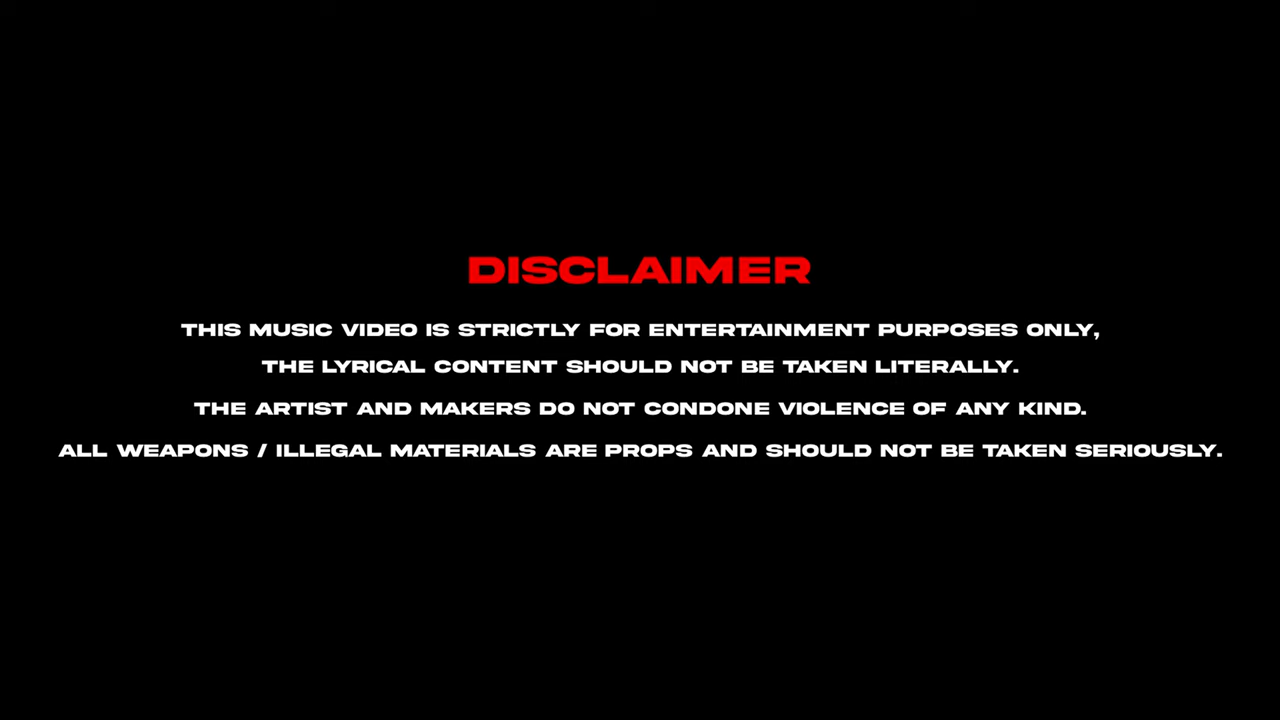 DISCLAIMER
THIS MUSIC VIDEO IS STRICTLY FOR ENTERTAINMENT PURPOSES ONLY,
THE LYRICAL CONTENT SHOULD NOT BE TAKEN LITERALLY.
THE ARTIST AND MAKERS DO NOT CONDONE VIOLENCE OF ANY KIND.
ALL WEAPONS / ILLEGAL MATERIALS ARE PROPS AND SHOULD NOT BE TAKEN SERIOUSLY.